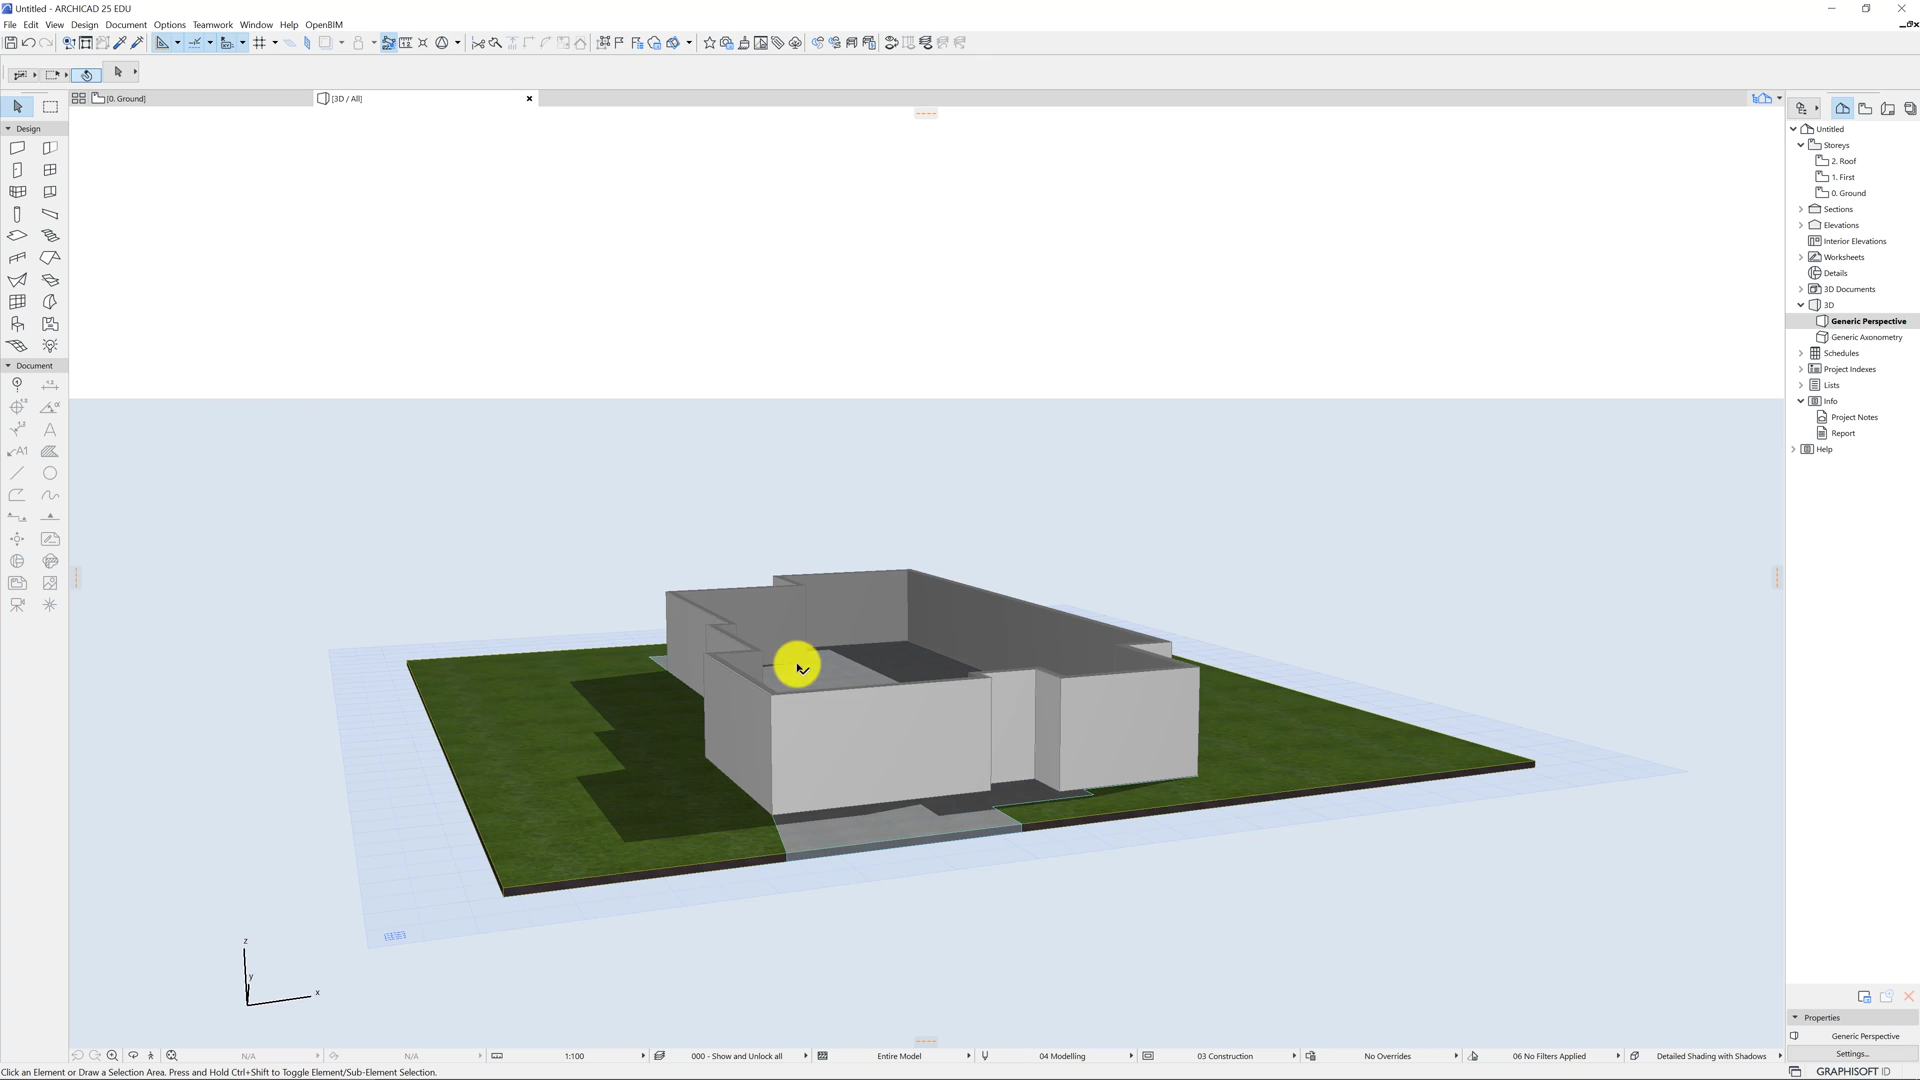 Untitled - ARCHICAD 25 EDU
File Edit View Design Document Options Teamwork Window Help OpenBIM
[0. Ground]
[3D / All]
Design
Document
A1
Untitled
Storeys
2. Roof
1. First
0. Ground
Sections
Elevations
Interior Elevations
Worksheets
Details
3D Documents
3D
Generic Perspective
Generic Axonometry
Schedules
Project Indexes
Lists
Info
Project Notes
Report
Help
z
y
x
Properties
Generic Perspective
Settings...
N/A
N/A
1:100
000 - Show and Unlock all
Entire Model
04 Modelling
03 Construction
No Overrides
06 No Filters Applied
Detailed Shading with Shadows
Click an Element or Draw a Selection Area. Press and Hold Ctrl+Shift to Toggle Element/Sub-Element Selection.
GRAPHISOFT ID